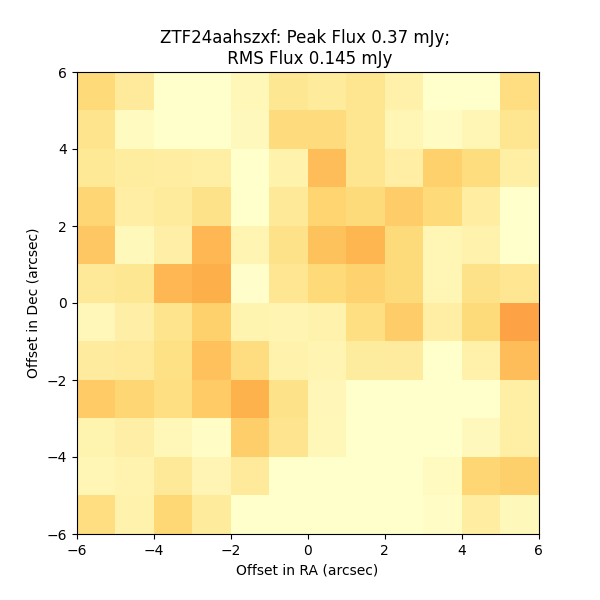 ZTF24aahszxf: Peak Flux 0.37 mJy;
RMS Flux 0.145 mJy
6
4
2
0
−2
−4
−6
Offset in Dec (arcsec)
−6 −4 −2 0 2 4 6
Offset in RA (arcsec)